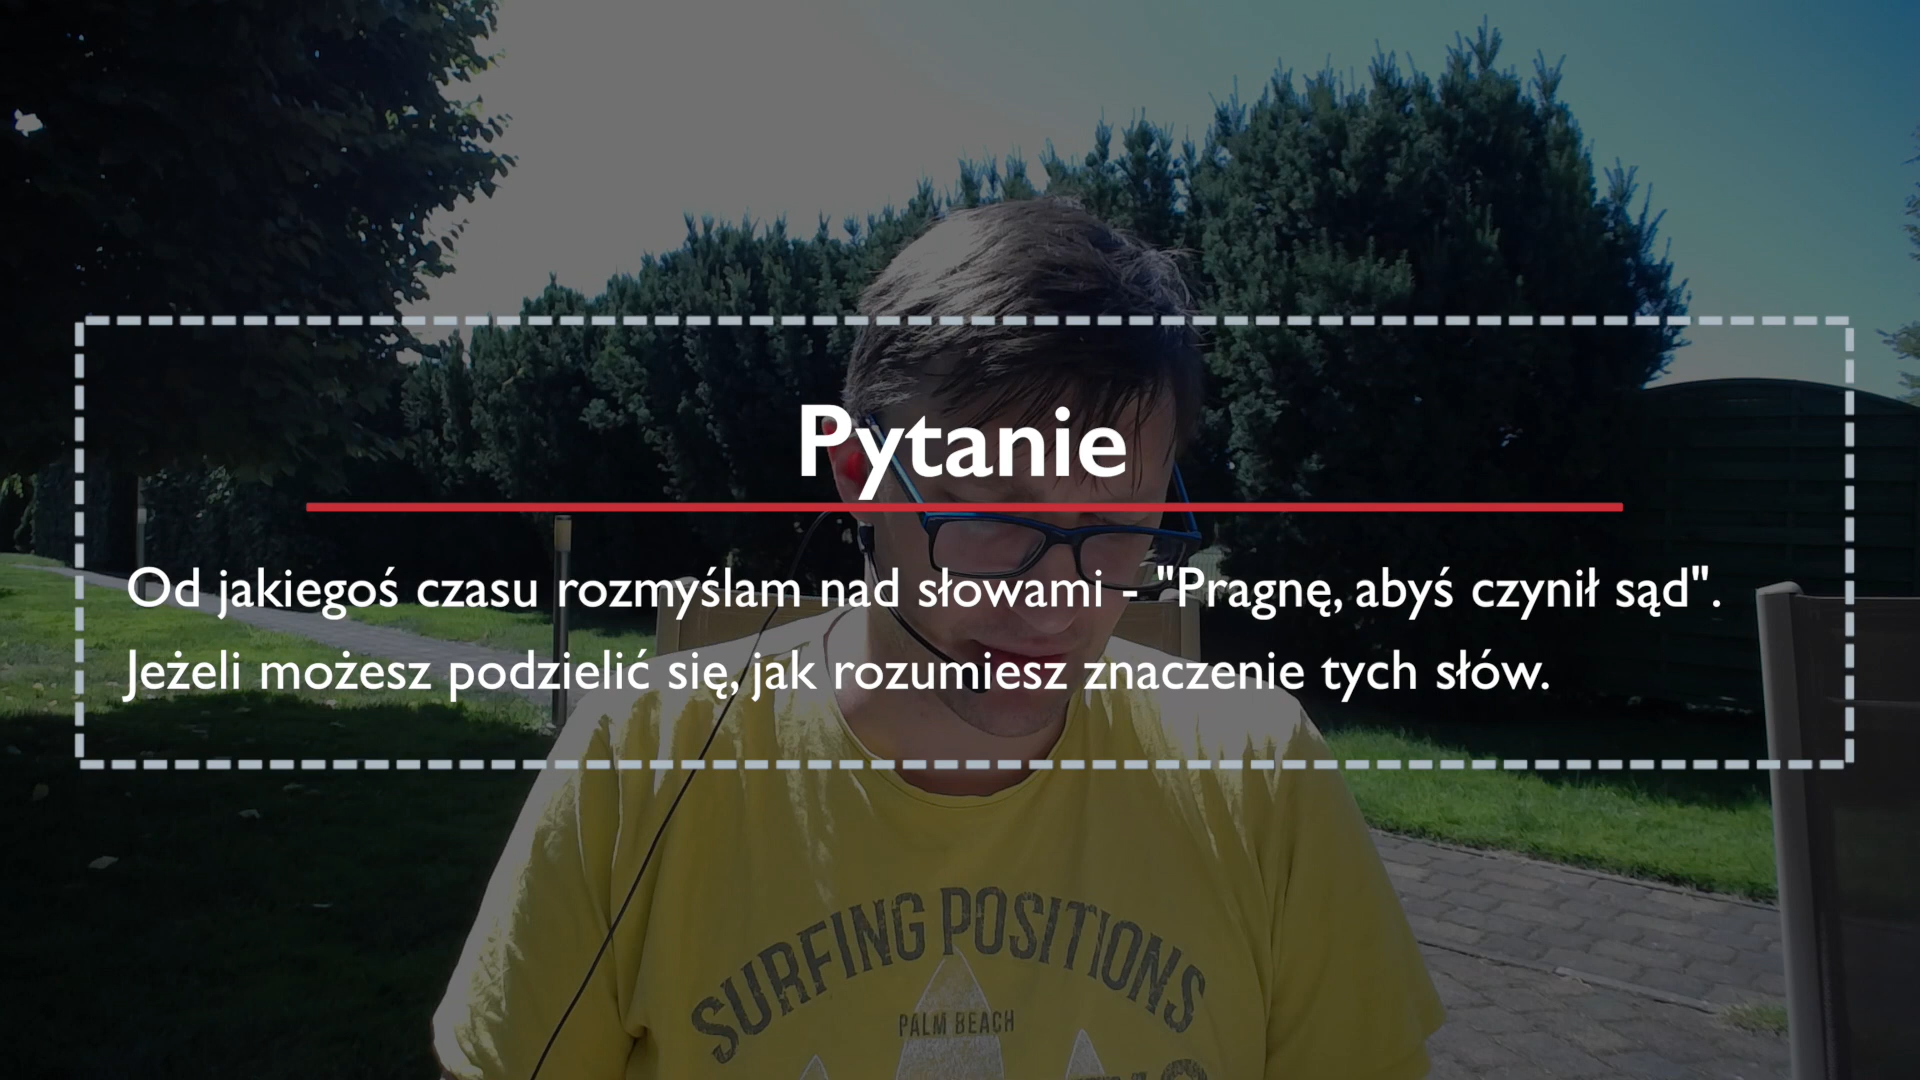 Pytanie
Od jakiegoś czasu rozmyślam nad słowami - "Pragnę, abyś czynił sąd".
Jeżeli możesz podzielić się, jak rozumiesz znaczenie tych słów.
SURFING POSITIONS
PALM BEACH